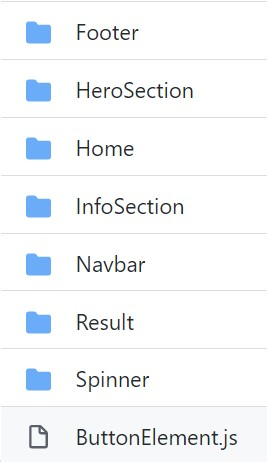 Footer
HeroSection
Home
InfoSection
Navbar
Result
Spinner
ButtonElement.js